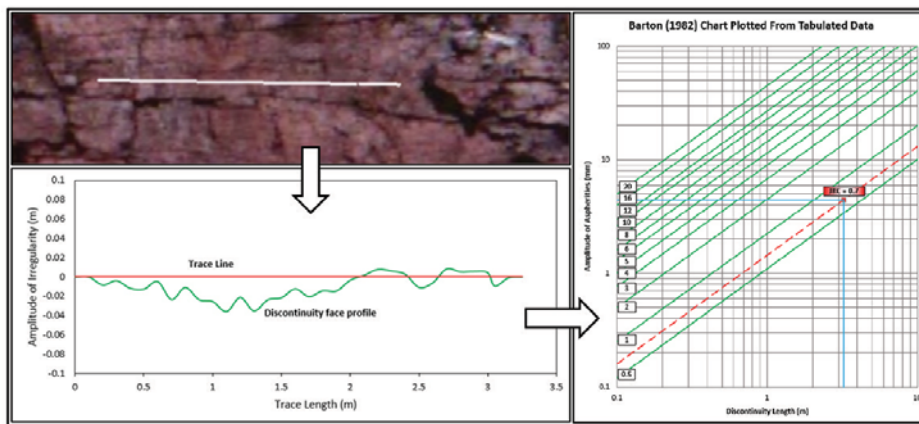 0.1
0.08
0.06
0.04
0.02
0
-0.02
-0.04
-0.06
-0.08
-0.1
Amplitude of Irregularity (m)
Trace Line
Discontinuity face profile
0 0.5 1 1.5 2 2.5 3 3.5
Trace Length (m)
Barton (1982) Chart Plotted From Tabulated Data
100
10
1
0.1
Amplitude of Aspherities (mm)
20
16
12
10
8
6
5
4
3
2
1
0.5
JRC = 0.7
0.1 1 10
Discontinuity Length (m)